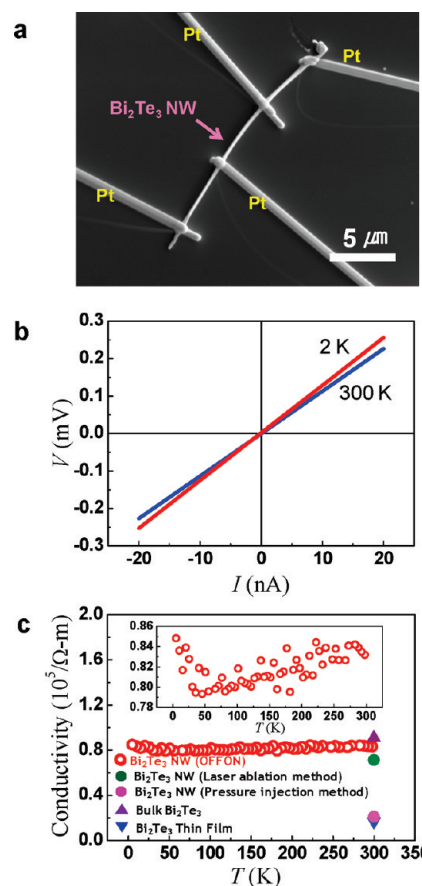 a
Pt
Pt
Bi₂Te₃ NW
Pt
Pt
5 ㎛
b
0.3
0.2
0.1
0.0
-0.1
-0.2
-0.3
V (mV)
2 K
300 K
-20 -10 0 10 20
I (nA)
c
2.0
1.6
1.2
0.8
0.4
0.0
Conductivity (10⁵/Ω-m)
0.86
0.84
0.82
0.80
0.78
0 50 100 150 200 250 300
T (K)
Bi₂Te₃ NW (OFFON)
Bi₂Te₃ NW (Laser ablation method)
Bi₂Te₃ NW (Pressure injection method)
Bulk Bi₂Te₃
Bi₂Te₃ Thin Film
0 50 100 150 200 250 300 350
T (K)